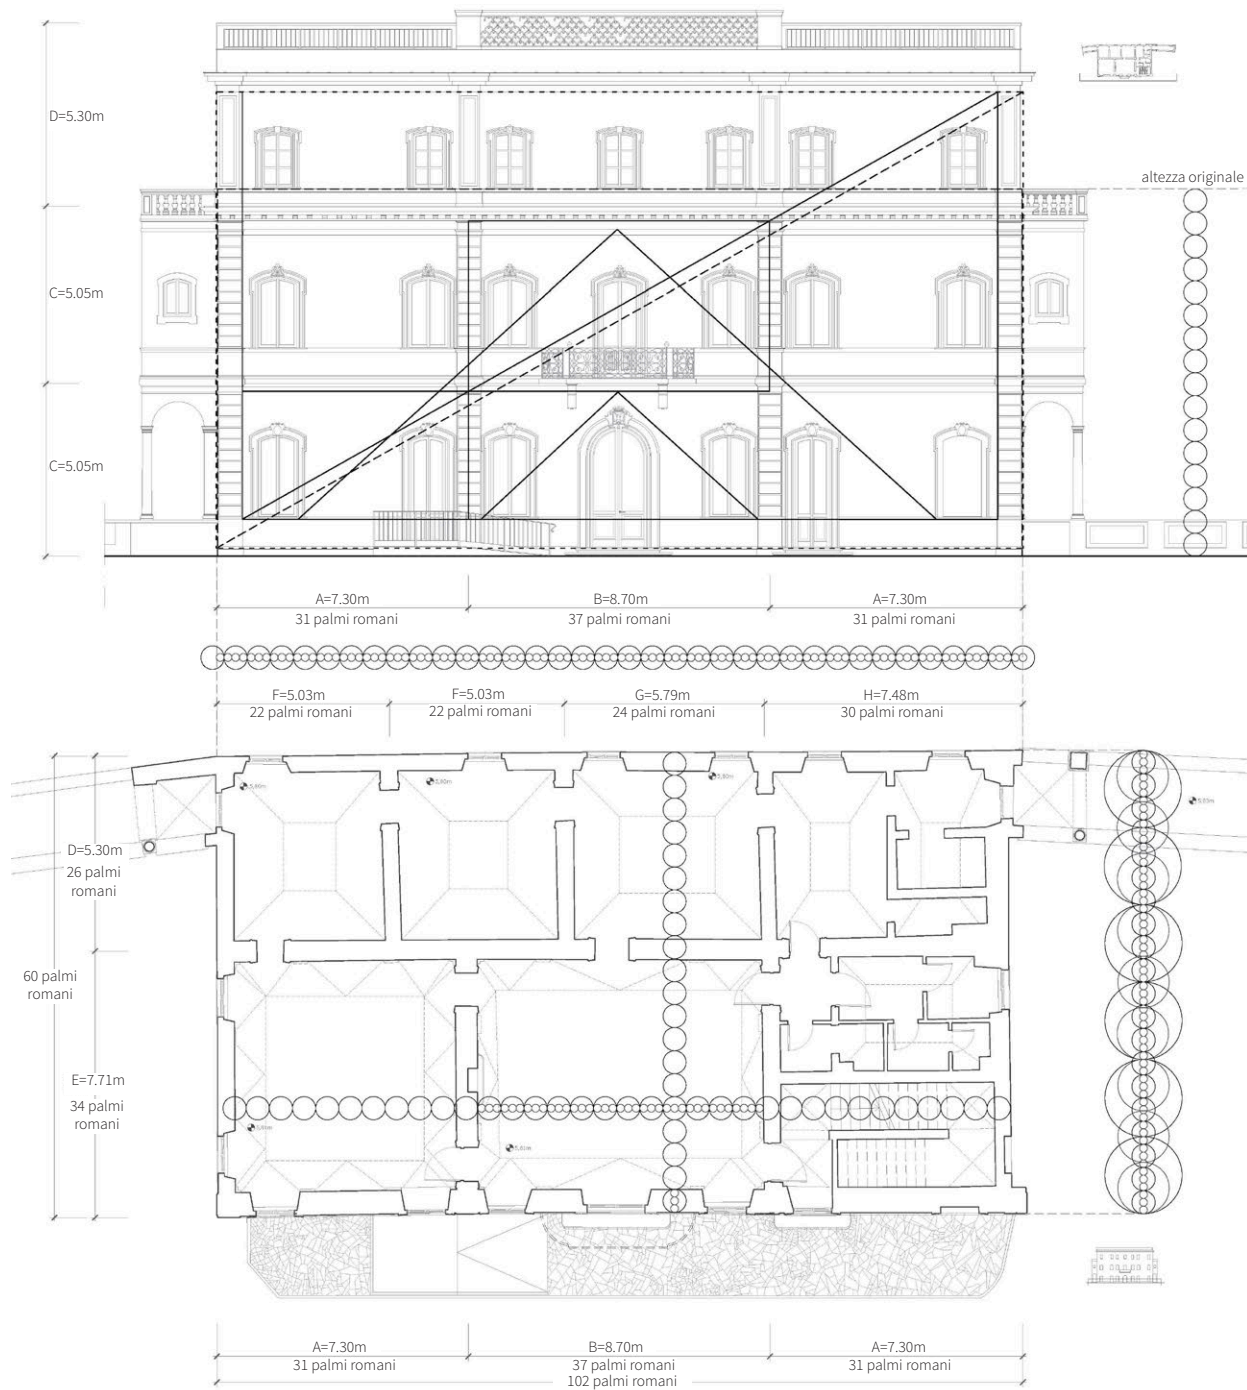 D=5.30m
altezza originale
C=5.05m
C=5.05m
A=7.30m
31 palmi romani
B=8.70m
37 palmi romani
A=7.30m
31 palmi romani
F=5.03m
22 palmi romani
F=5.03m
22 palmi romani
G=5.79m
24 palmi romani
H=7.48m
30 palmi romani
D=5.30m
26 palmi
romani
60 palmi
romani
E=7.71m
34 palmi
romani
A=7.30m
31 palmi romani
B=8.70m
37 palmi romani
A=7.30m
31 palmi romani
102 palmi romani